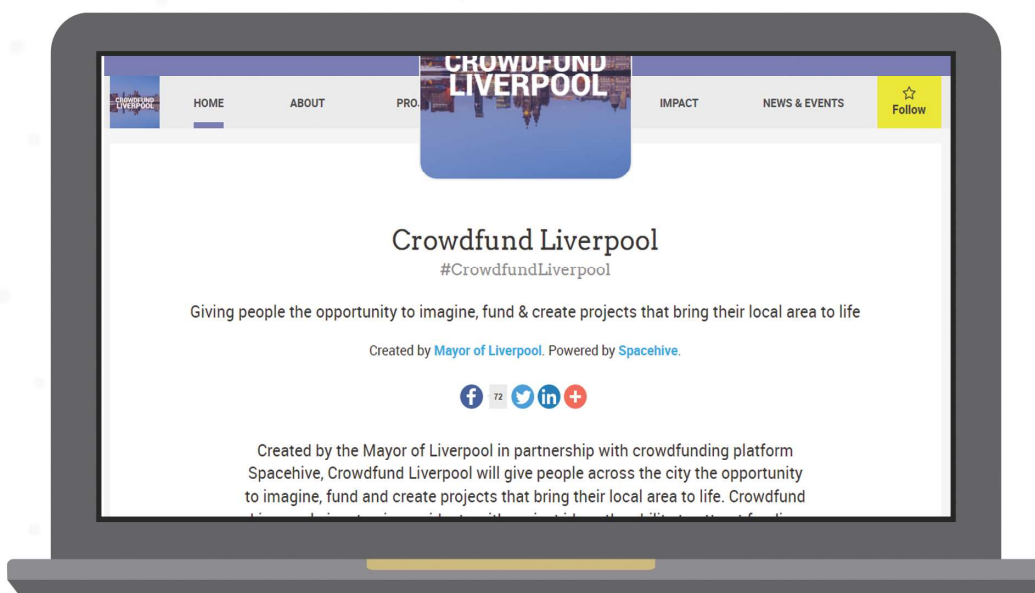 CROWDFUND
LIVERPOOL
CROWDFUND
LIVERPOOL
HOME
ABOUT
IMPACT
NEWS & EVENTS
Follow
Crowdfund Liverpool
#CrowdfundLiverpool
Giving people the opportunity to imagine, fund & create projects that bring their local area to life
Created by Mayor of Liverpool. Powered by Spacehive.
72
Created by the Mayor of Liverpool in partnership with crowdfunding platform
Spacehive, Crowdfund Liverpool will give people across the city the opportunity
to imagine, fund and create projects that bring their local area to life. Crowdfund